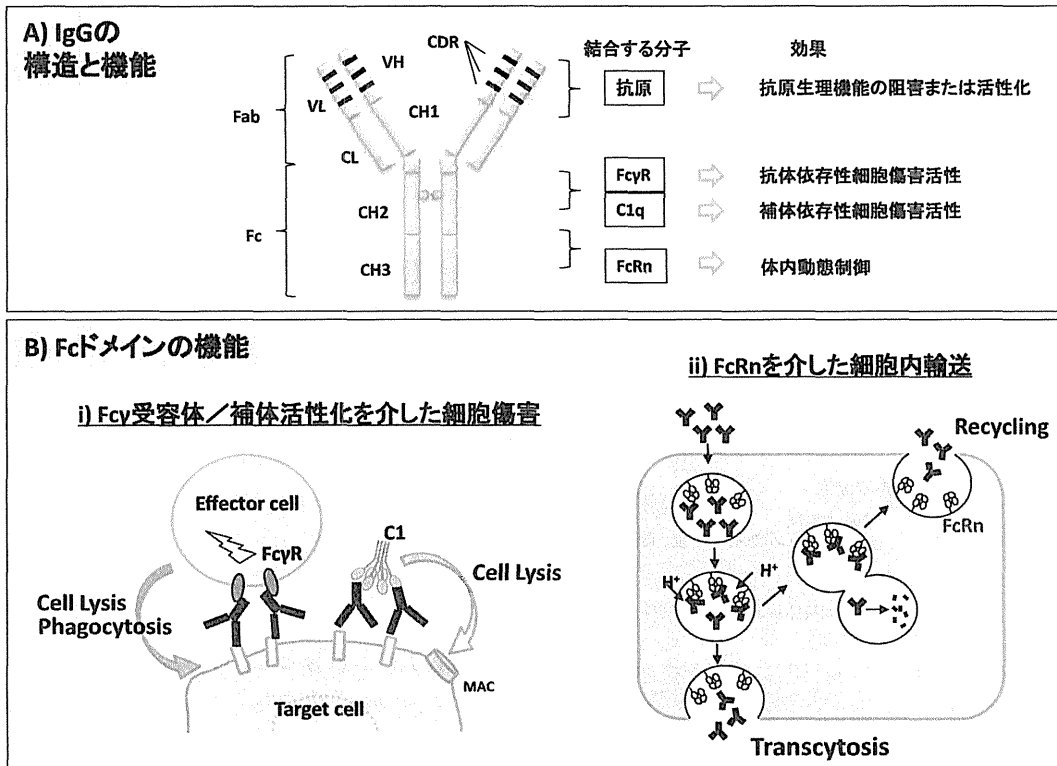 A) IgGの
構造と機能
CDR
VH
VL
Fab
CH1
CL
CH2
Fc
CH3
結合する分子
効果
抗原
抗原生理機能の阻害または活性化
FcγR
抗体依存性細胞傷害活性
C1q
補体依存性細胞傷害活性
FcRn
体内動態制御
B) Fcドメインの機能
i) Fcγ受容体／補体活性化を介した細胞傷害
Effector cell
FcγR
C1
Cell Lysis
Phagocytosis
Cell Lysis
MAC
Target cell
ii) FcRnを介した細胞内輸送
Recycling
FcRn
H+
H+
Transcytosis